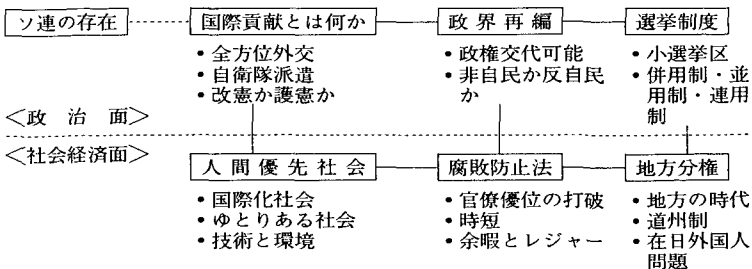 ソ連の存在
国際貢献とは何か
政界再編
選挙制度
• 全方位外交
• 自衛隊派遣
• 改憲か護憲か
• 政権交代可能
• 非自民か反自民
か
• 小選挙区
• 併用制・並
用制・連用
制
<政治面>
<社会経済面>
人間優先社会
腐敗防止法
地方分権
• 国際化社会
• ゆとりある社会
• 技術と環境
• 官僚優位の打破
• 時短
• 余暇とレジャー
• 地方の時代
• 道州制
• 在日外国人
問題